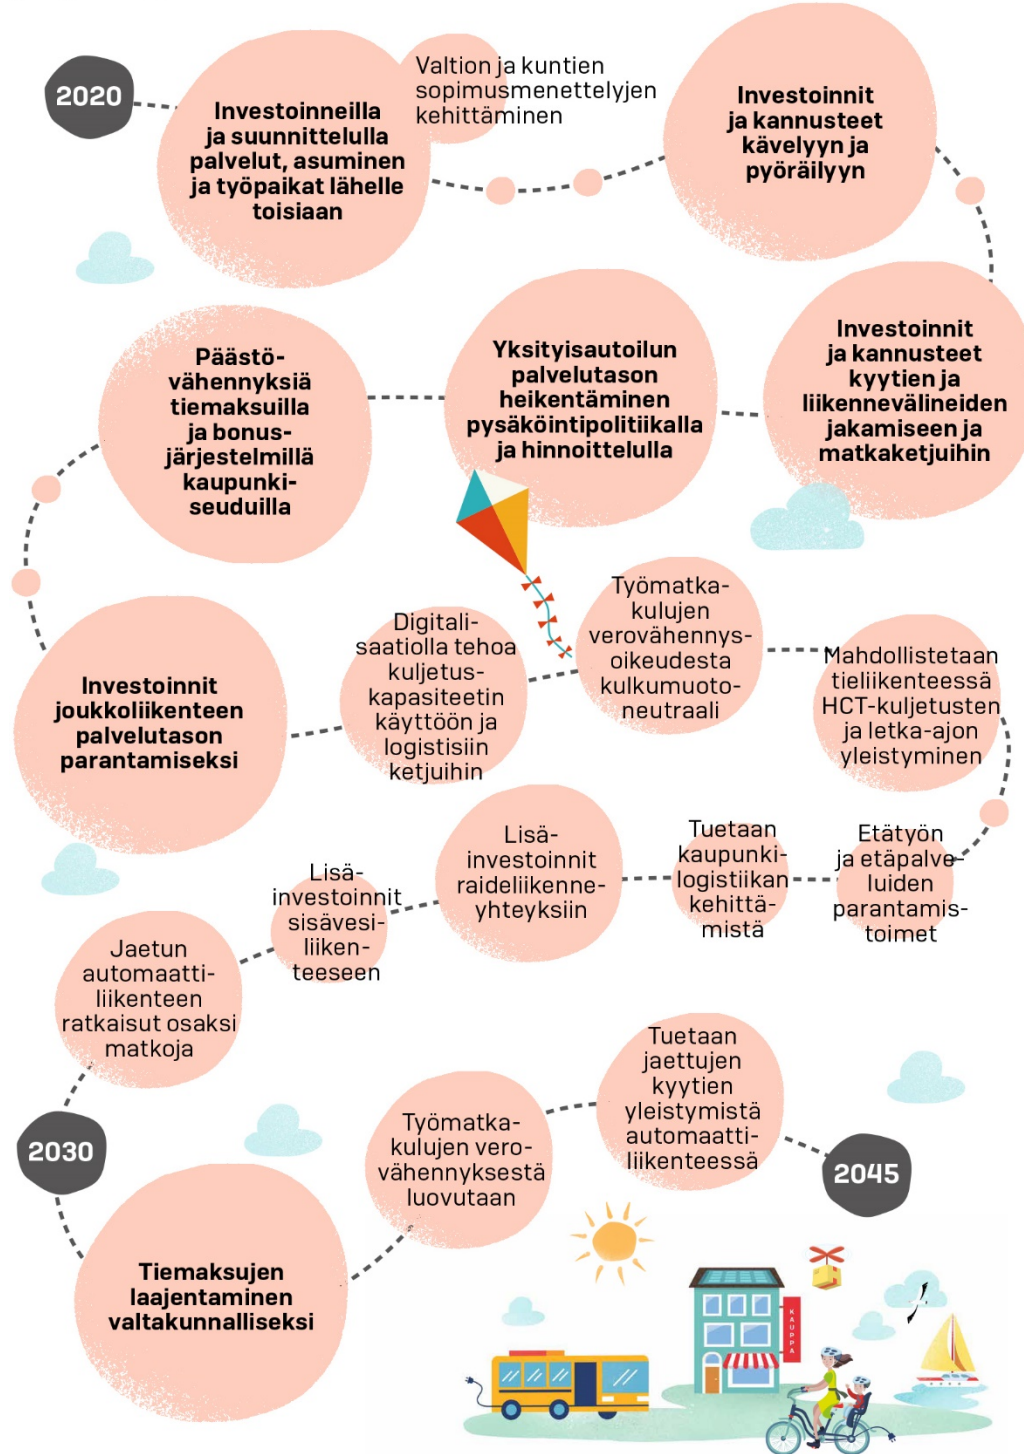 2020
Investoinneilla
ja suunnittelulla
palvelut, asuminen
ja työpaikat lähelle
toisiaan
Valtion ja kuntien
sopimusmenettelyjen
kehittäminen
Investoinnit
ja kannusteet
kävelyyn ja
pyöräilyyn
Investoinnit
ja kannusteet
kyytien ja
liikennevälineiden
jakamiseen ja
matkaketjuihin
Yksityisautoilun
palvelutason
heikentäminen
pysäköintipolitiikalla
ja hinnoittelulla
Päästö-
vähennyksiä
tiemaksuilla
ja bonus-
järjestelmillä
kaupunki-
seuduilla
Investoinnit
joukkoliikenteen
palvelutason
parantamiseksi
Digitali-
saatiolla tehoa
kuljetus-
kapasiteetin
käyttöön ja
logistisiin
ketjuihin
Työmatka-
kulujen
verovähennys-
oikeudesta
kulkumuoto-
neutraali
Mahdollistetaan
tieliikenteessä
HCT-kuljetusten
ja letka-ajon
yleistyminen
Etätyön
ja etäpalve-
luiden
parantamis-
toimet
Tuetaan
kaupunki-
logistiikan
kehittä-
mistä
Lisä-
investoinnit
raideliikenne-
yhteyksiin
Lisä-
investoinnit
sisävesi-
liiken-
teeseen
Jaetun
automaatti-
liikenteen
ratkaisut osaksi
matkoja
2030
Tiemaksujen
laajentaminen
valtakunnalliseksi
Työmatka-
kulujen vero-
vähennyksestä
luovutaan
Tuetaan
jaettujen
kyytien
yleistymistä
automaatti-
liikenteessä
2045
KAUPPA